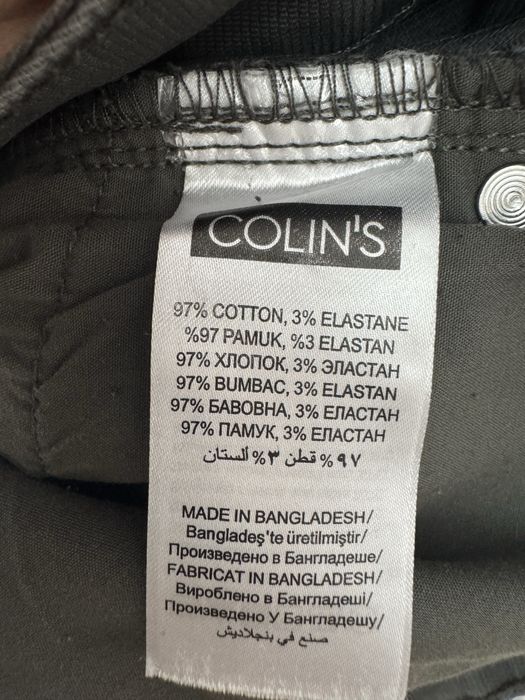 COLIN'S
97% COTTON, 3% ELASTANE
%97 PAMUK, %3 ELASTAN
97% ХЛОПОК, 3% ЭЛАСТАН
97% BUMBAC, 3% ELASTAN
97% БАВОВНА, 3% ЕЛАСТАН
97% ПАМУК, 3% ЕЛАСТАН
٩٧ % قطن ٣% ألستان
MADE IN BANGLADESH/
Bangladeş'te üretilmiştir/
Произведено в Бангладеше/
FABRICAT IN BANGLADESH/
Вироблено в Бангладеші/
Произведено У Бангладешу/
صنع في بنجلاديش